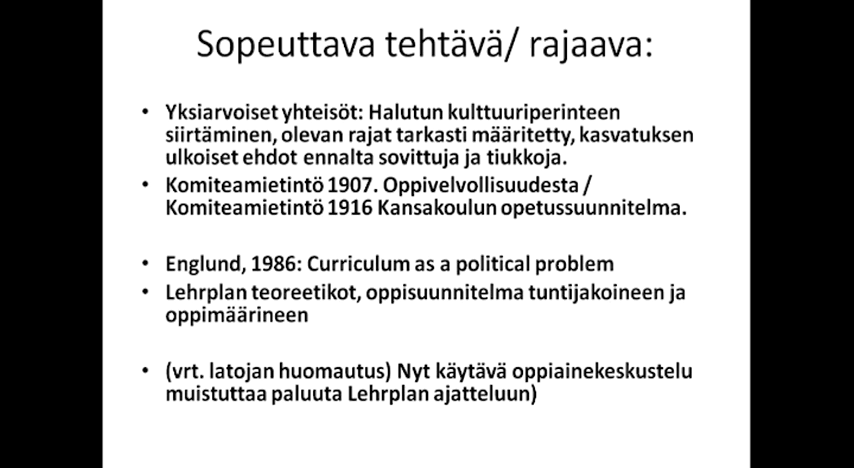 Sopeuttava tehtävä/ rajaava:
• Yksiarvoiset yhteisöt: Halutun kulttuuriperinteen
siirtäminen, olevan rajat tarkasti määritetty, kasvatuksen
ulkoiset ehdot ennalta sovittuja ja tiukkoja.
• Komiteamietintö 1907. Oppivelvollisuudesta /
Komiteamietintö 1916 Kansakoulun opetussuunnitelma.
• Englund, 1986: Curriculum as a political problem
• Lehrplan teoreetikot, oppisuunnitelma tuntijakoineen ja
oppimäärineen
• (vrt. latojan huomautus) Nyt käytävä oppiainekeskustelu
muistuttaa paluuta Lehrplan ajatteluun)